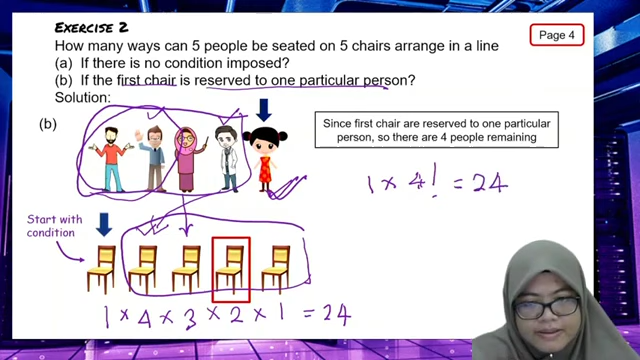 Exercise 2
Page 4
How many ways can 5 people be seated on 5 chairs arrange in a line
(a) If there is no condition imposed?
(b) If the first chair is reserved to one particular person?
Solution:
(b)
Since first chair are reserved to one particular
person, so there are 4 people remaining
1 × 4! = 24
Start with
condition
1 × 4 × 3 × 2 × 1 = 24